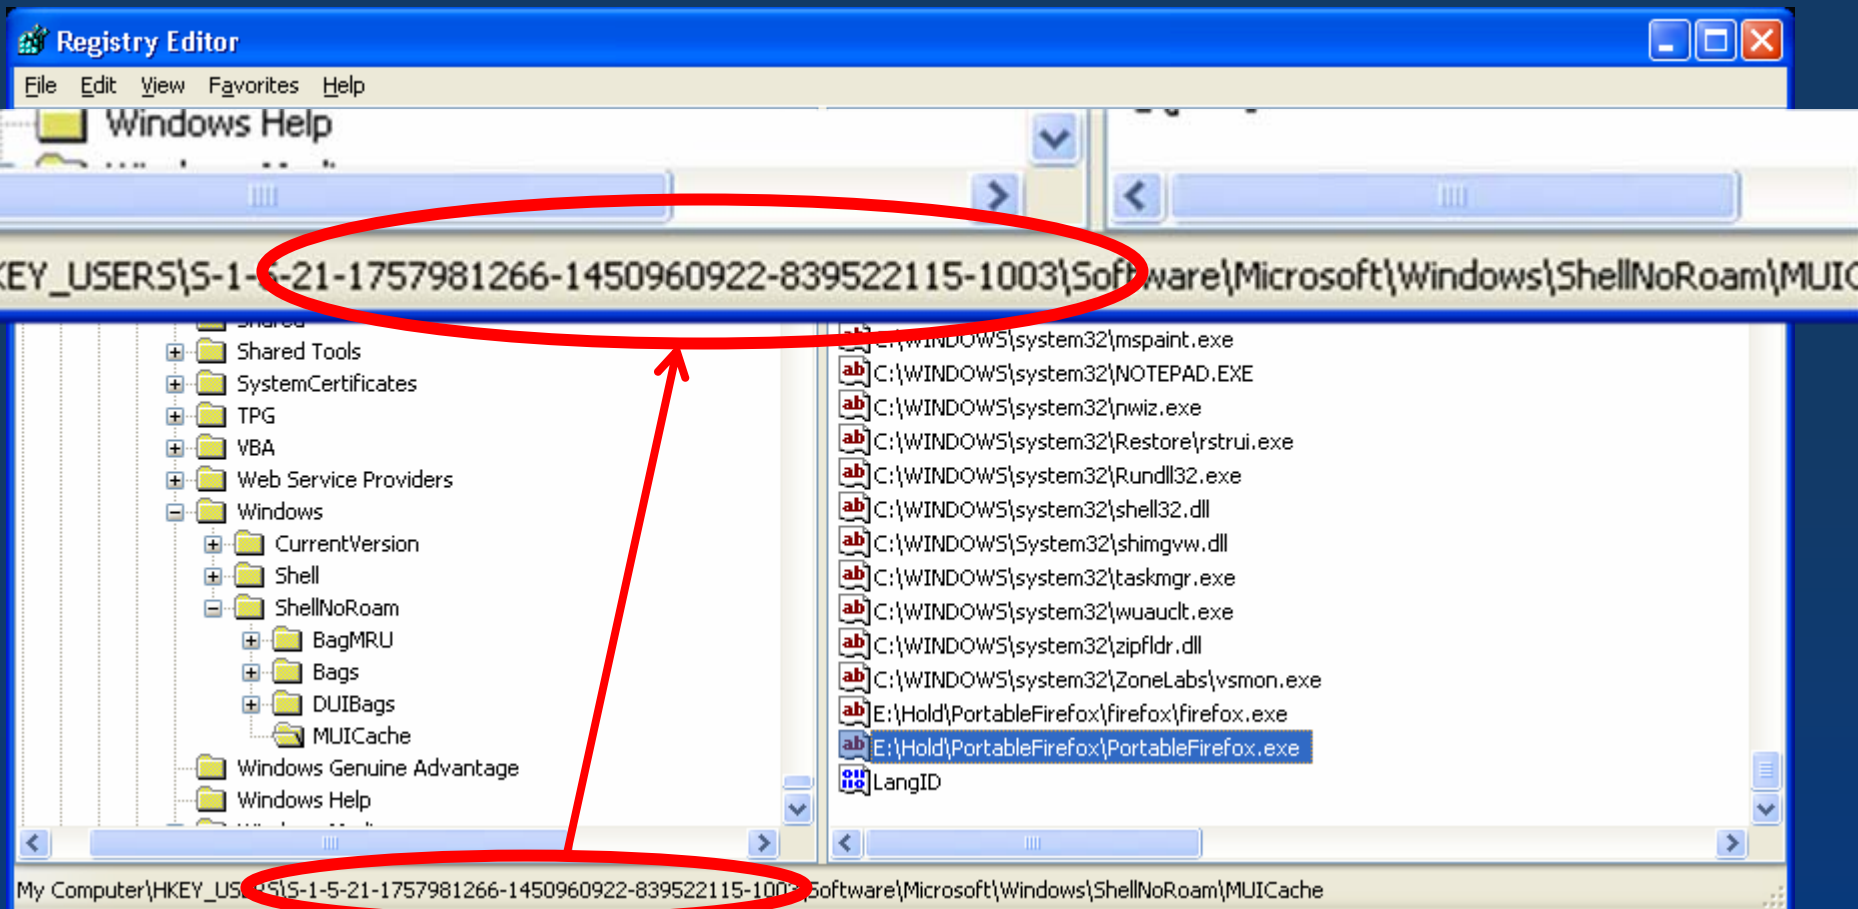 Registry Editor
File Edit View Favorites Help
Windows Help
KEY_USERS\S-1-5-21-1757981266-1450960922-839522115-1003\Software\Microsoft\Windows\ShellNoRoam\MUIC
Shared
Shared Tools
SystemCertificates
TPG
VBA
Web Service Providers
Windows
CurrentVersion
Shell
ShellNoRoam
BagMRU
Bags
DUIBags
MUICache
Windows Genuine Advantage
Windows Help
C:\WINDOWS\system32\mspaint.exe
C:\WINDOWS\system32\NOTEPAD.EXE
C:\WINDOWS\system32\nwiz.exe
C:\WINDOWS\system32\Restore\rstrui.exe
C:\WINDOWS\system32\Rundll32.exe
C:\WINDOWS\system32\shell32.dll
C:\WINDOWS\System32\shimgvw.dll
C:\WINDOWS\system32\taskmgr.exe
C:\WINDOWS\system32\wuauclt.exe
C:\WINDOWS\system32\zipfldr.dll
C:\WINDOWS\system32\ZoneLabs\vsmon.exe
E:\Hold\PortableFirefox\firefox\firefox.exe
E:\Hold\PortableFirefox\PortableFirefox.exe
LangID
My Computer\HKEY_USERS\S-1-5-21-1757981266-1450960922-839522115-1003\Software\Microsoft\Windows\ShellNoRoam\MUICache